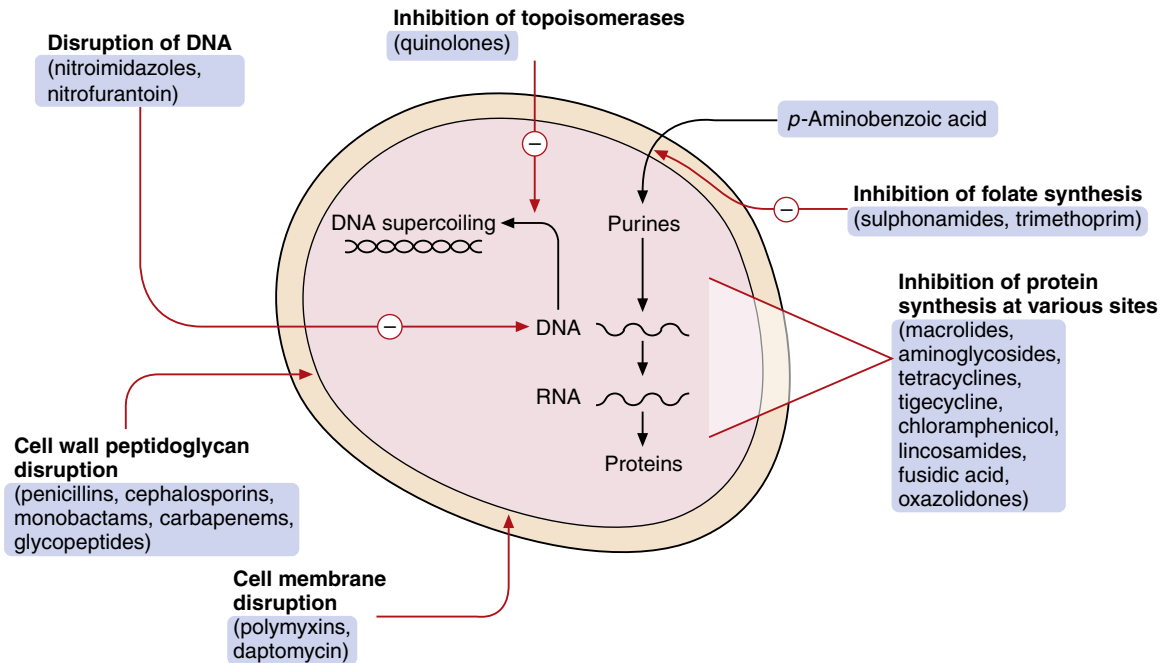 Inhibition of topoisomerases
(quinolones)
Disruption of DNA
(nitroimidazoles,
nitrofurantoin)
p-Aminobenzoic acid
−
Inhibition of folate synthesis
(sulphonamides, trimethoprim)
−
DNA supercoiling
Purines
Inhibition of protein
synthesis at various sites
(macrolides,
aminoglycosides,
tetracyclines,
tigecycline,
chloramphenicol,
lincosamides,
fusidic acid,
oxazolidones)
−
DNA
RNA
Proteins
Cell wall peptidoglycan
disruption
(penicillins, cephalosporins,
monobactams, carbapenems,
glycopeptides)
Cell membrane
disruption
(polymyxins,
daptomycin)